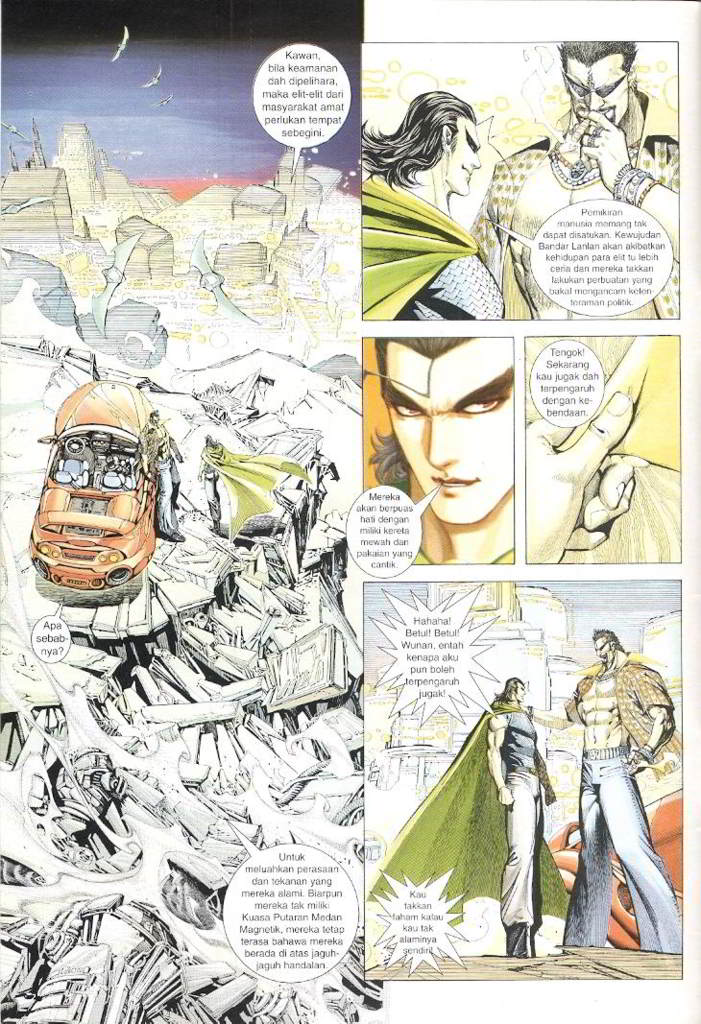 Kawan,
bila keamanan
dah dipelihara,
maka elit-elit dari
masyarakat amat
perlukan tempat
sebegini.
Apa
sebab-
nya?
Untuk
meluahkan perasaan
dan tekanan yang
mereka alami. Biarpun
mereka tak miliki
Kuasa Putaran Medan
Magnetik, mereka tetap
terasa bahawa mereka
berada di atas jaguh-
jaguh handalan.
Pemikiran
manusia memang tak
dapat disatukan. Kewujudan
Bandar Lanlan akan akibatkan
kehidupan para elit tu lebih
ceria dan mereka takkan
lakukan perbuatan yang
bakal mengancam keten-
teraman politik.
Mereka
akan berpuas
hati dengan
miliki kereta
mewah dan
pakaian yang
cantik.
Tengok!
Sekarang
kau jugak dah
terpengaruh
dengan ke-
bendaan.
Hahaha!
Betul! Betul!
Wunan, entah
kenapa aku
pun boleh
terpengaruh
jugak!
Kau
takkan
faham kalau
kau tak
alaminya
sendiri!